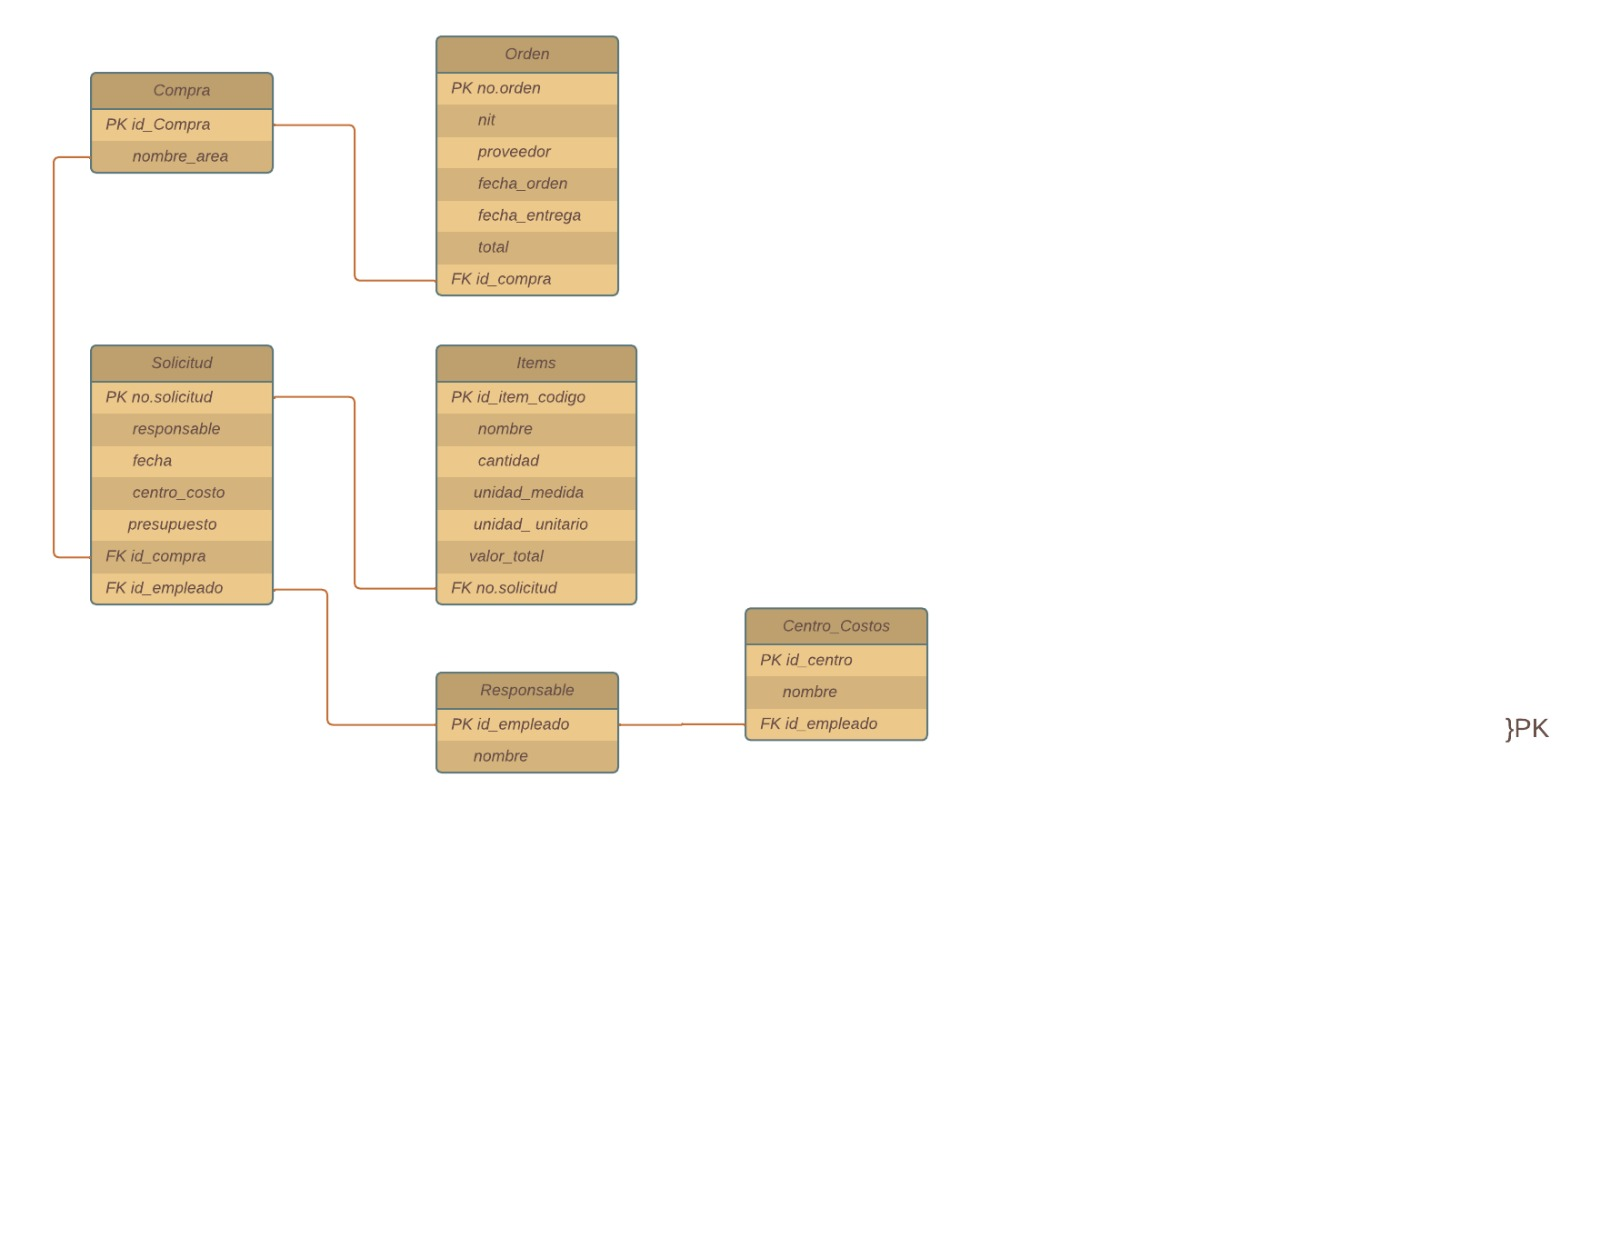 Compra
PK id_Compra
nombre_area
Orden
PK no.orden
nit
proveedor
fecha_orden
fecha_entrega
total
FK id_compra
Solicitud
PK no.solicitud
responsable
fecha
centro_costo
presupuesto
FK id_compra
FK id_empleado
Items
PK id_item_codigo
nombre
cantidad
unidad_medida
unidad_ unitario
valor_total
FK no.solicitud
Responsable
PK id_empleado
nombre
Centro_Costos
PK id_centro
nombre
FK id_empleado
}PK